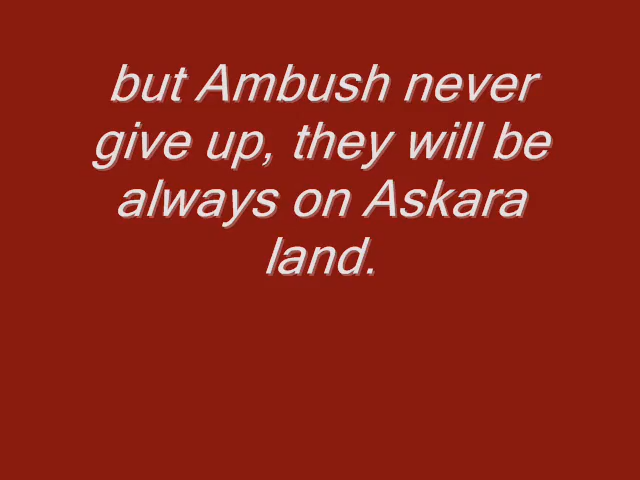 but Ambush never
give up, they will be
always on Askara
land.